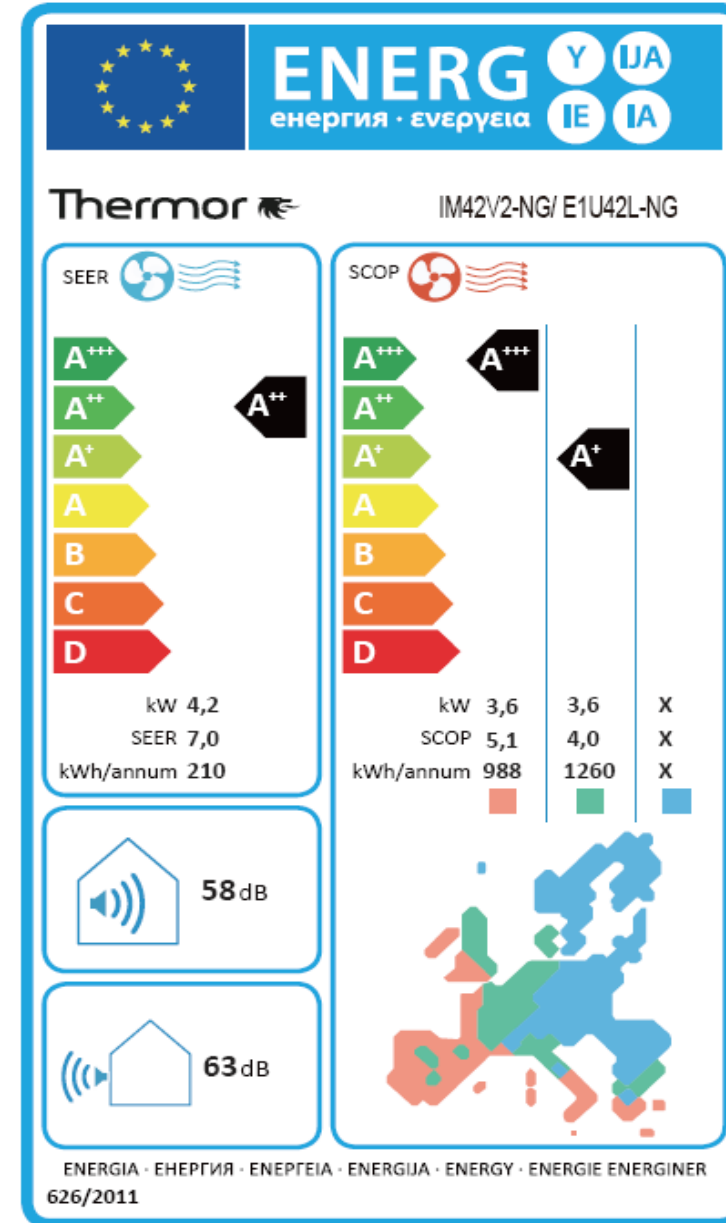 ENERG Y IJA
енергия · ενεργεια IE IA
Thermor IM42V2-NG/ E1U42L-NG
SEER
A+++
A++
A+
A
B
C
D
A++
kW 4,2
SEER 7,0
kWh/annum 210
SCOP
A+++
A++
A+
A
B
C
D
A+++
A+
kW 3,6 3,6 X
SCOP 5,1 4,0 X
kWh/annum 988 1260 X
58 dB
63 dB
ENERGIA · ЕНЕРГИЯ · ΕΝΕΡΓΕΙΑ · ENERGIJA · ENERGY · ENERGIE ENERGINER
626/2011